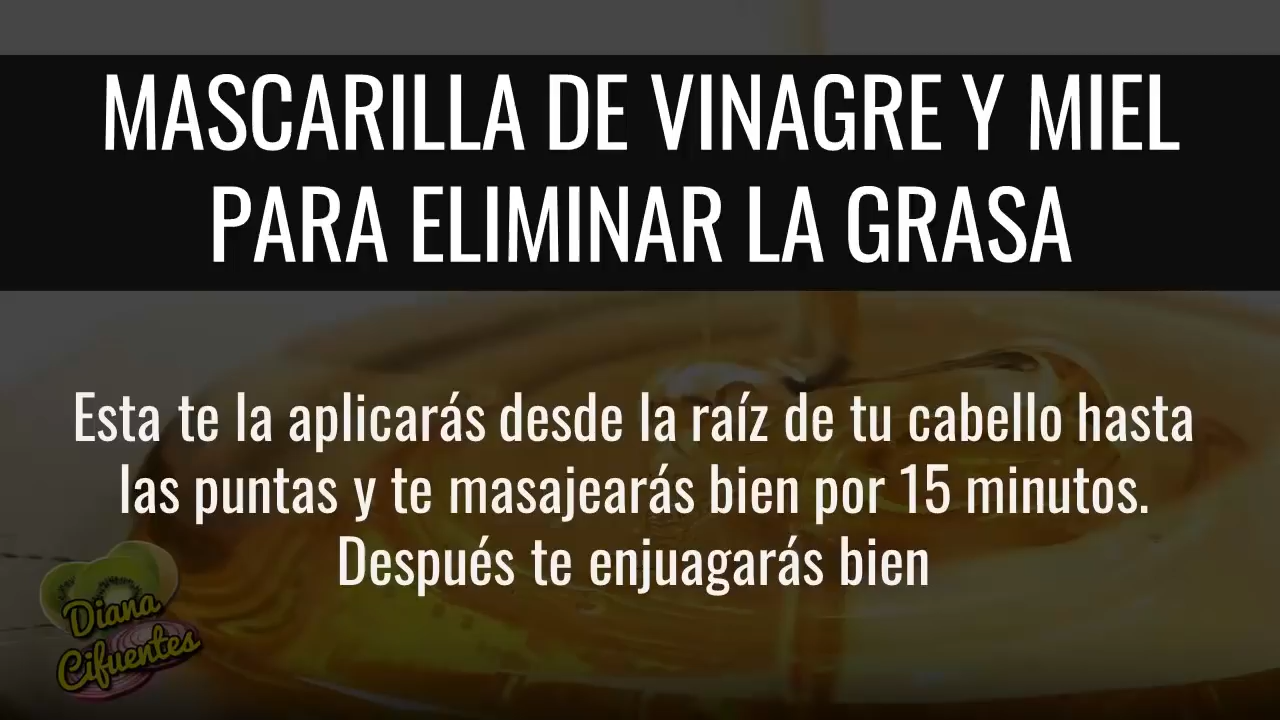 MASCARILLA DE VINAGRE Y MIEL
PARA ELIMINAR LA GRASA
Esta te la aplicarás desde la raíz de tu cabello hasta
las puntas y te masajearás bien por 15 minutos.
Después te enjuagarás bien
Diana
Cifuentes